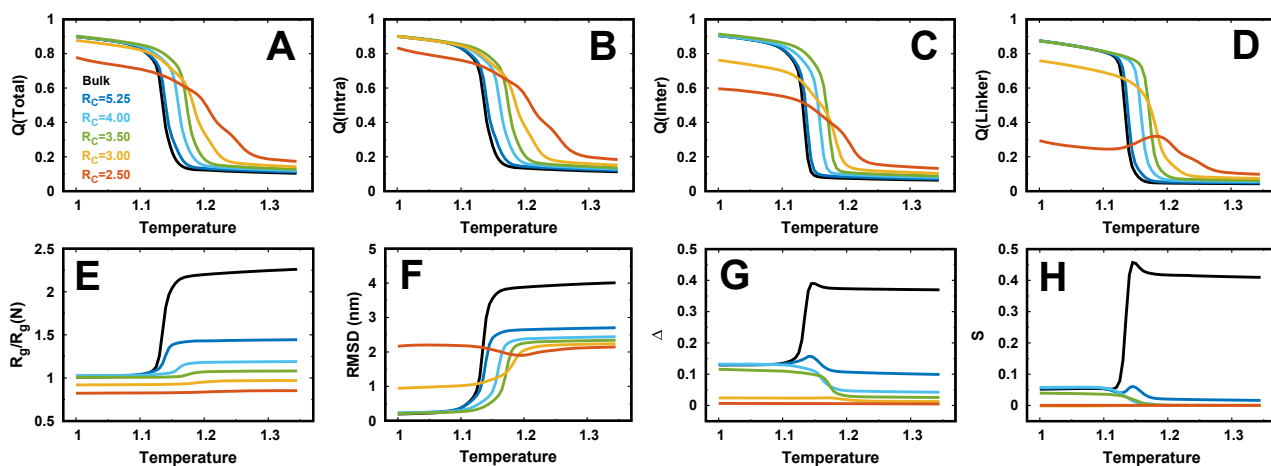 A
Q(Total)
1
0.8
0.6
0.4
0.2
0
Bulk
R_C=5.25
R_C=4.00
R_C=3.50
R_C=3.00
R_C=2.50
1 1.1 1.2 1.3
Temperature
B
Q(Intra)
1
0.8
0.6
0.4
0.2
0
1 1.1 1.2 1.3
Temperature
C
Q(Inter)
1
0.8
0.6
0.4
0.2
0
1 1.1 1.2 1.3
Temperature
D
Q(Linker)
1
0.8
0.6
0.4
0.2
0
1 1.1 1.2 1.3
Temperature
E
R_g/R_g(N)
2.5
2
1.5
1
0.5
1 1.1 1.2 1.3
Temperature
F
RMSD (nm)
5
4
3
2
1
0
1 1.1 1.2 1.3
Temperature
G
Δ
0.5
0.4
0.3
0.2
0.1
0
1 1.1 1.2 1.3
Temperature
H
S
0.5
0.4
0.3
0.2
0.1
0
1 1.1 1.2 1.3
Temperature